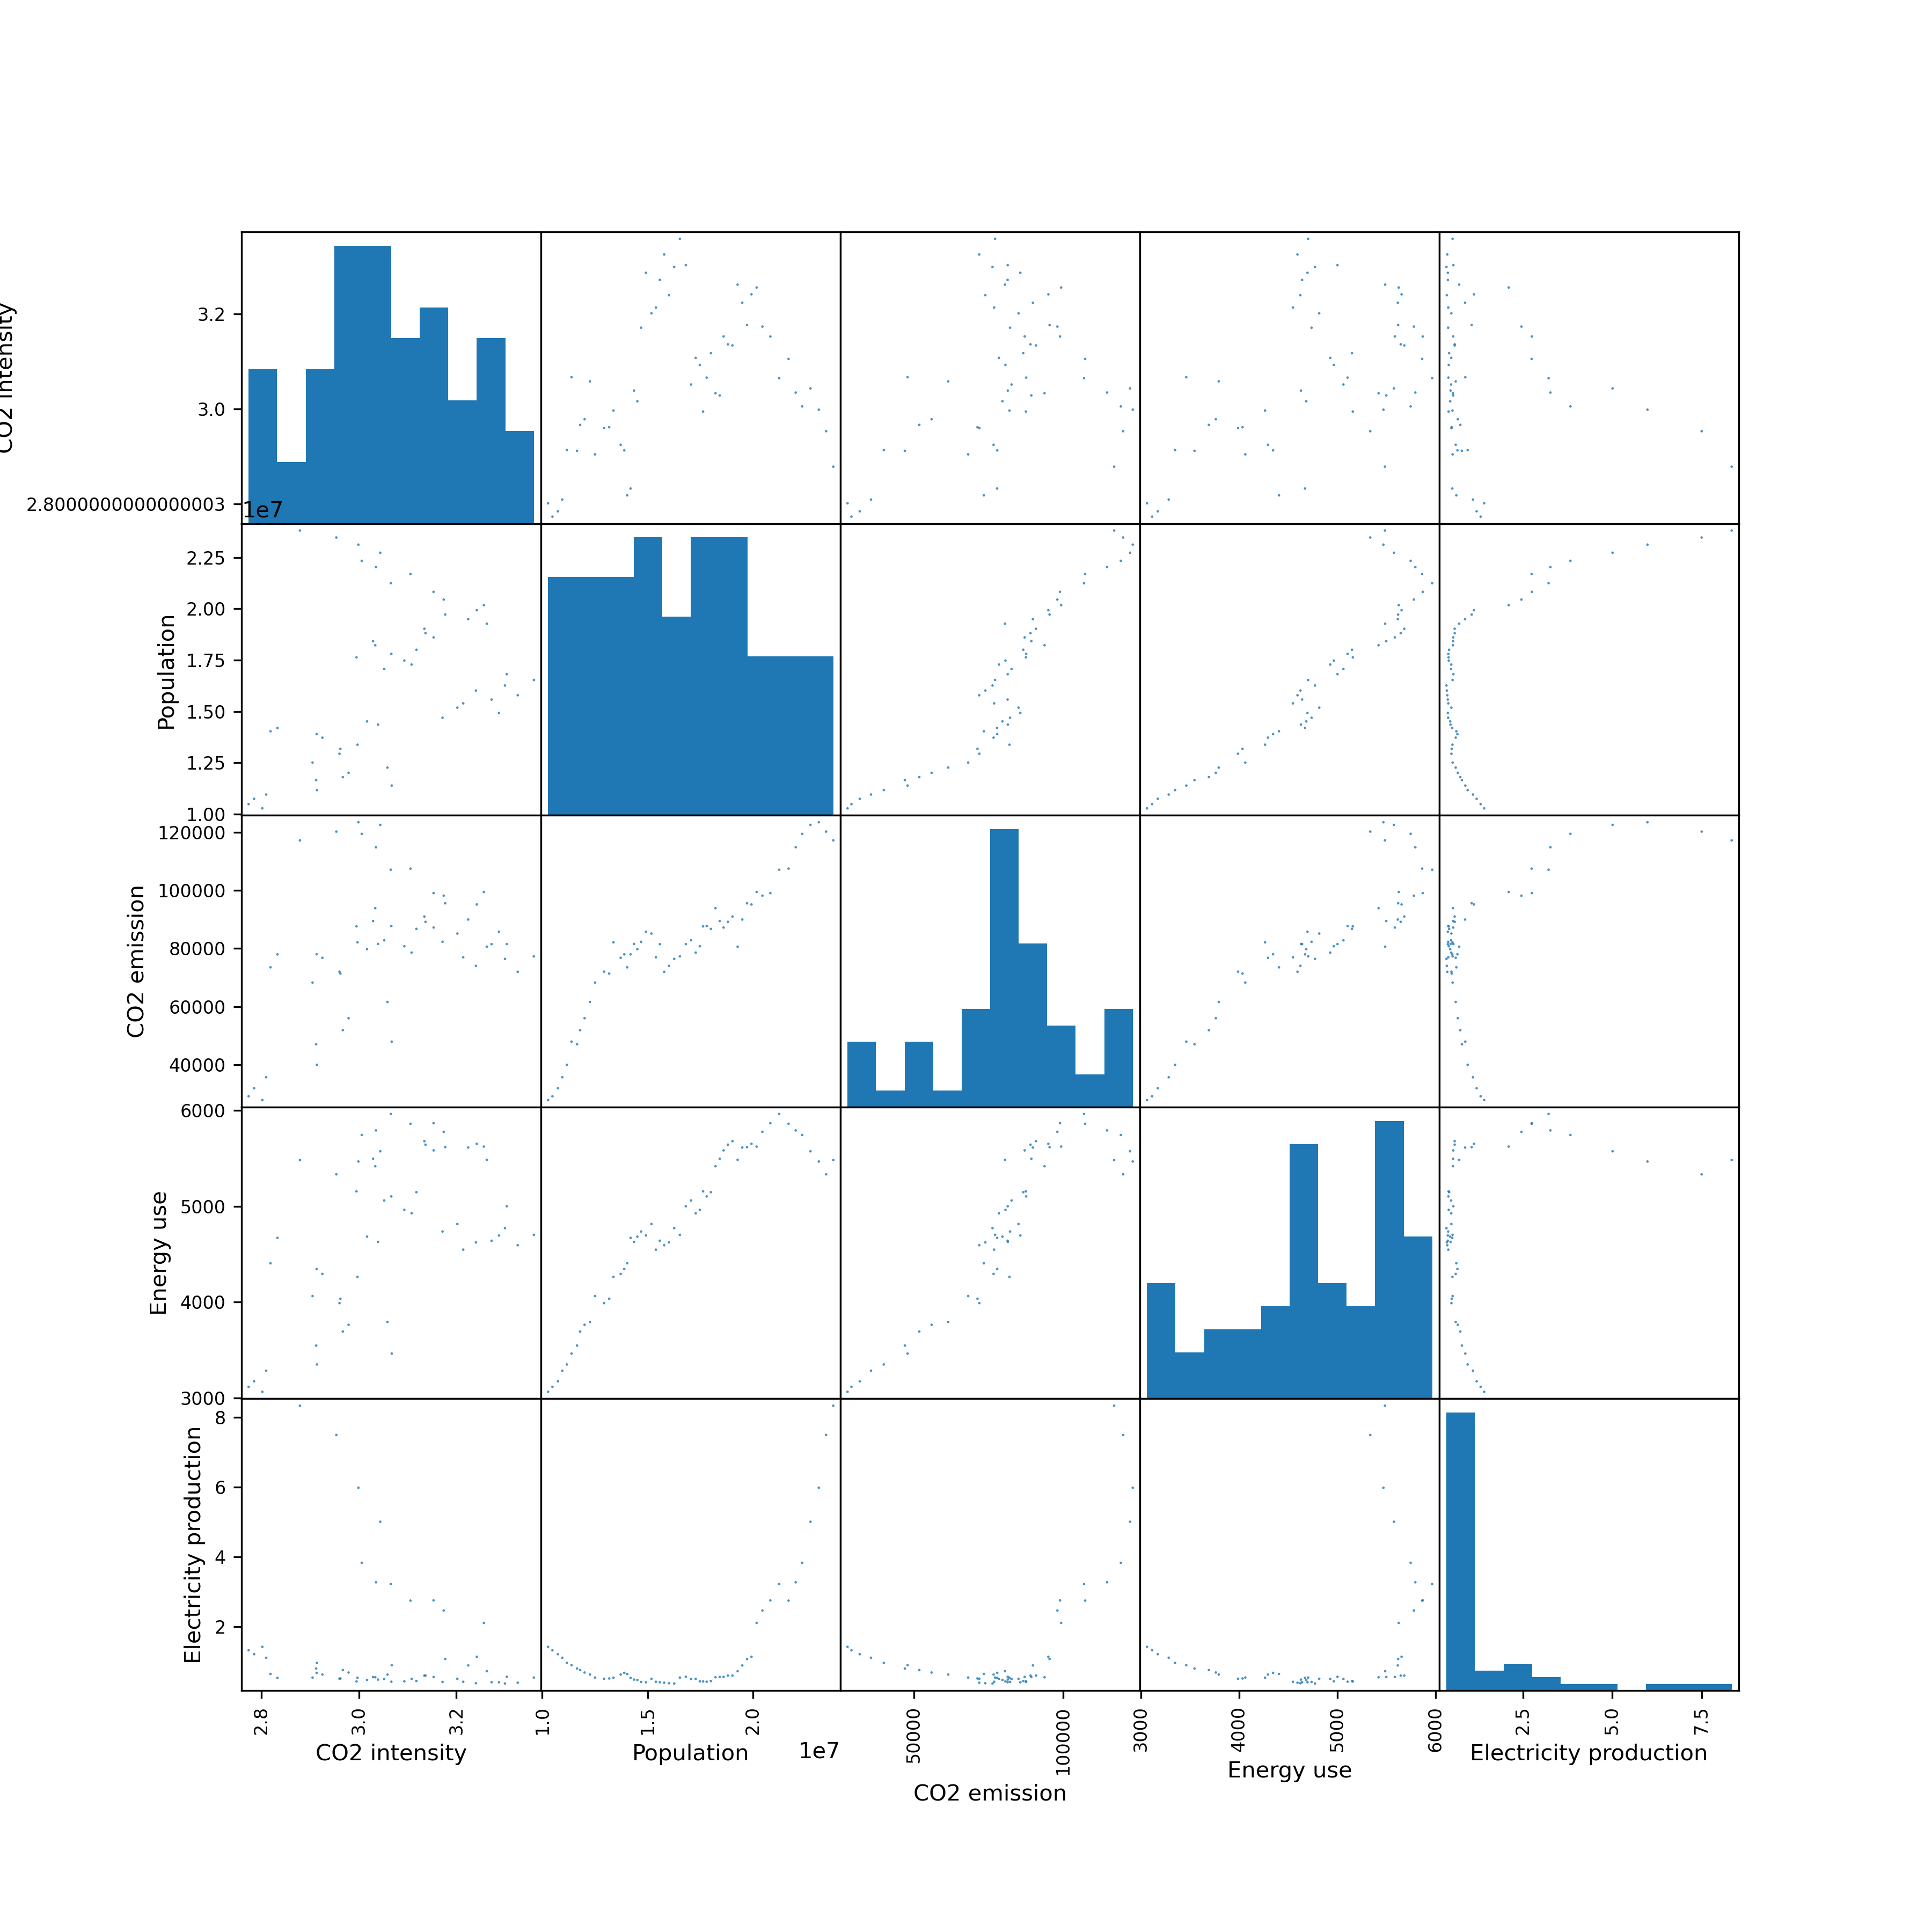 CO2 intensity
3.2
3.0
2.8000000000000003
1e7
Population
2.25
2.00
1.75
1.50
1.25
1.00
CO2 emission
120000
100000
80000
60000
40000
Energy use
6000
5000
4000
3000
Electricity production
8
6
4
2
2.8 3.0 3.2 1.0 1.5 2.0 50000 100000 3000 4000 5000 6000 2.5 5.0 7.5
CO2 intensity Population 1e7 CO2 emission Energy use Electricity production